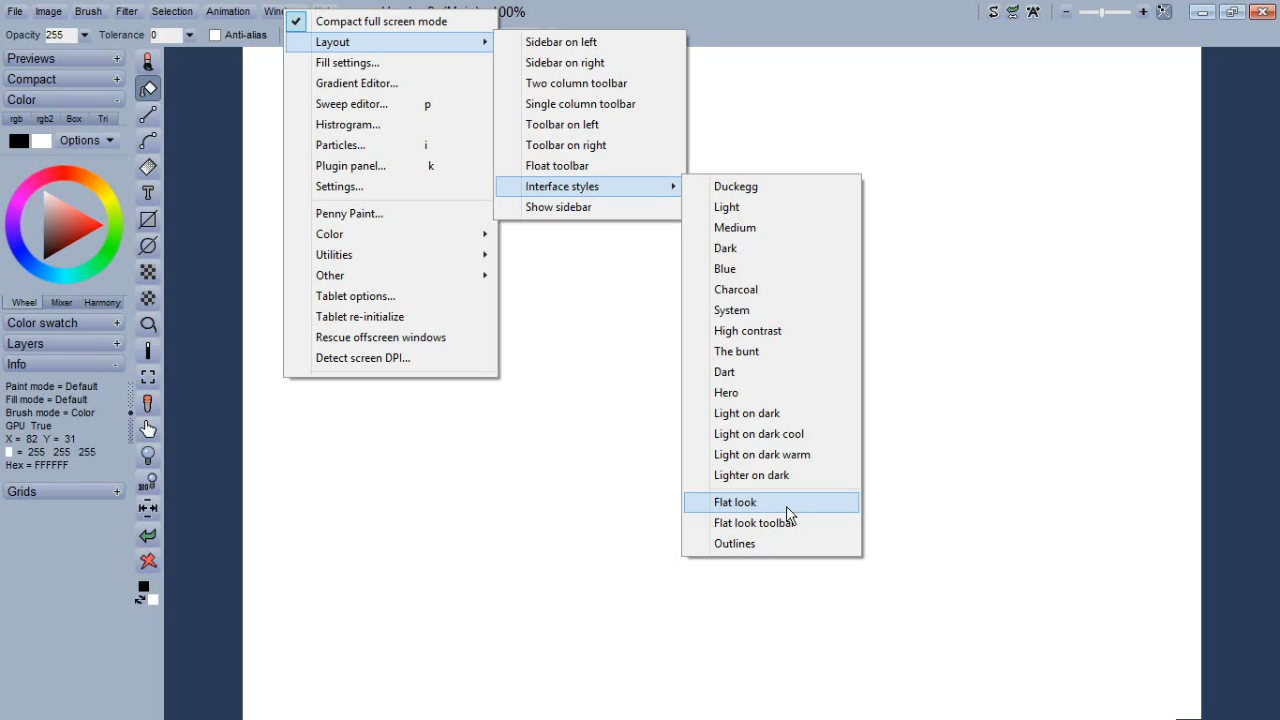 File Image Brush Filter Animation Selection
100%
Opacity 255 Tolerance 0 Anti-alias
Previews +
Compact +
Color -
rgb rgb2 Box Tri
Options
Wheel Mixer Harmony
Color swatch +
Layers +
Info -
Paint mode = Default
Fill mode = Default
Brush mode = Color
GPU True
X = 82 Y = 31
= 255 255 255
Hex = FFFFFF
Grids +
T
Compact full screen mode
Layout
Fill settings...
Gradient Editor...
Sweep editor... p
Histrogram...
Particles... i
Plugin panel... k
Settings...
Penny Paint...
Color
Utilities
Other
Tablet options...
Tablet re-initialize
Rescue offscreen windows
Detect screen DPI...
Sidebar on left
Sidebar on right
Two column toolbar
Single column toolbar
Toolbar on left
Toolbar on right
Float toolbar
Interface styles
Show sidebar
Duckegg
Light
Medium
Dark
Blue
Charcoal
System
High contrast
The bunt
Dart
Hero
Light on dark
Light on dark cool
Light on dark warm
Lighter on dark
Flat look
Flat look toolbar
Outlines